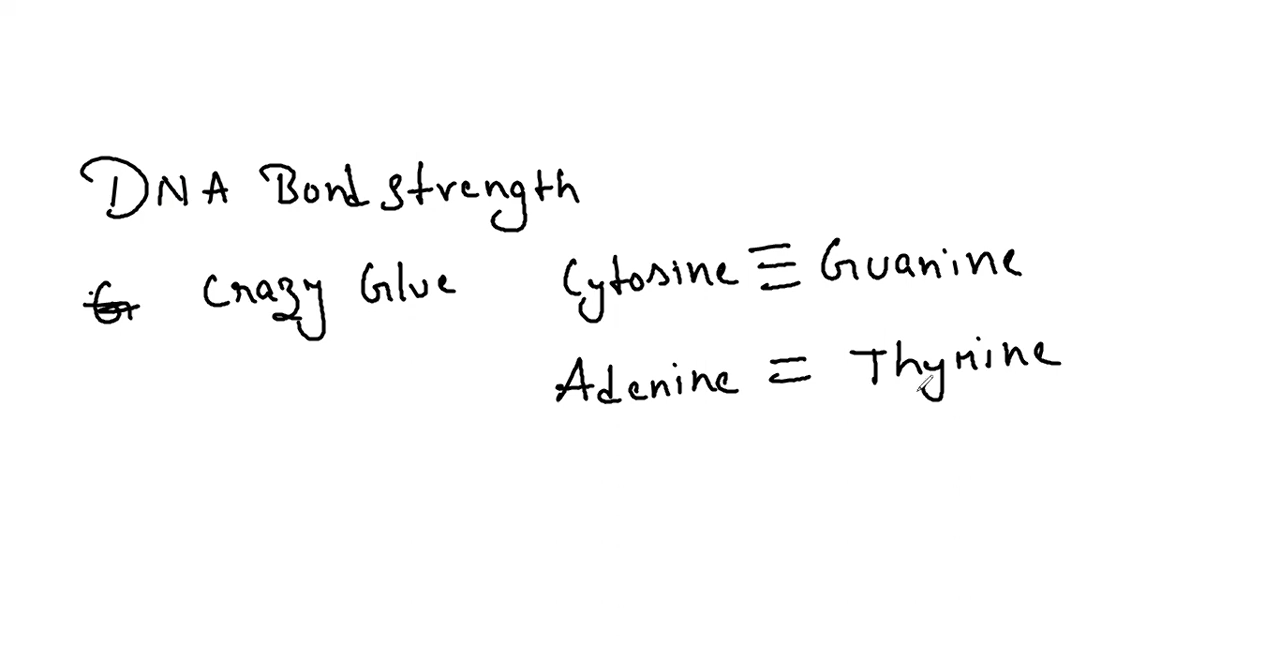 DNA Bond strength
Crazy Glue Cytosine ≡ Guanine
Adenine = Thymine